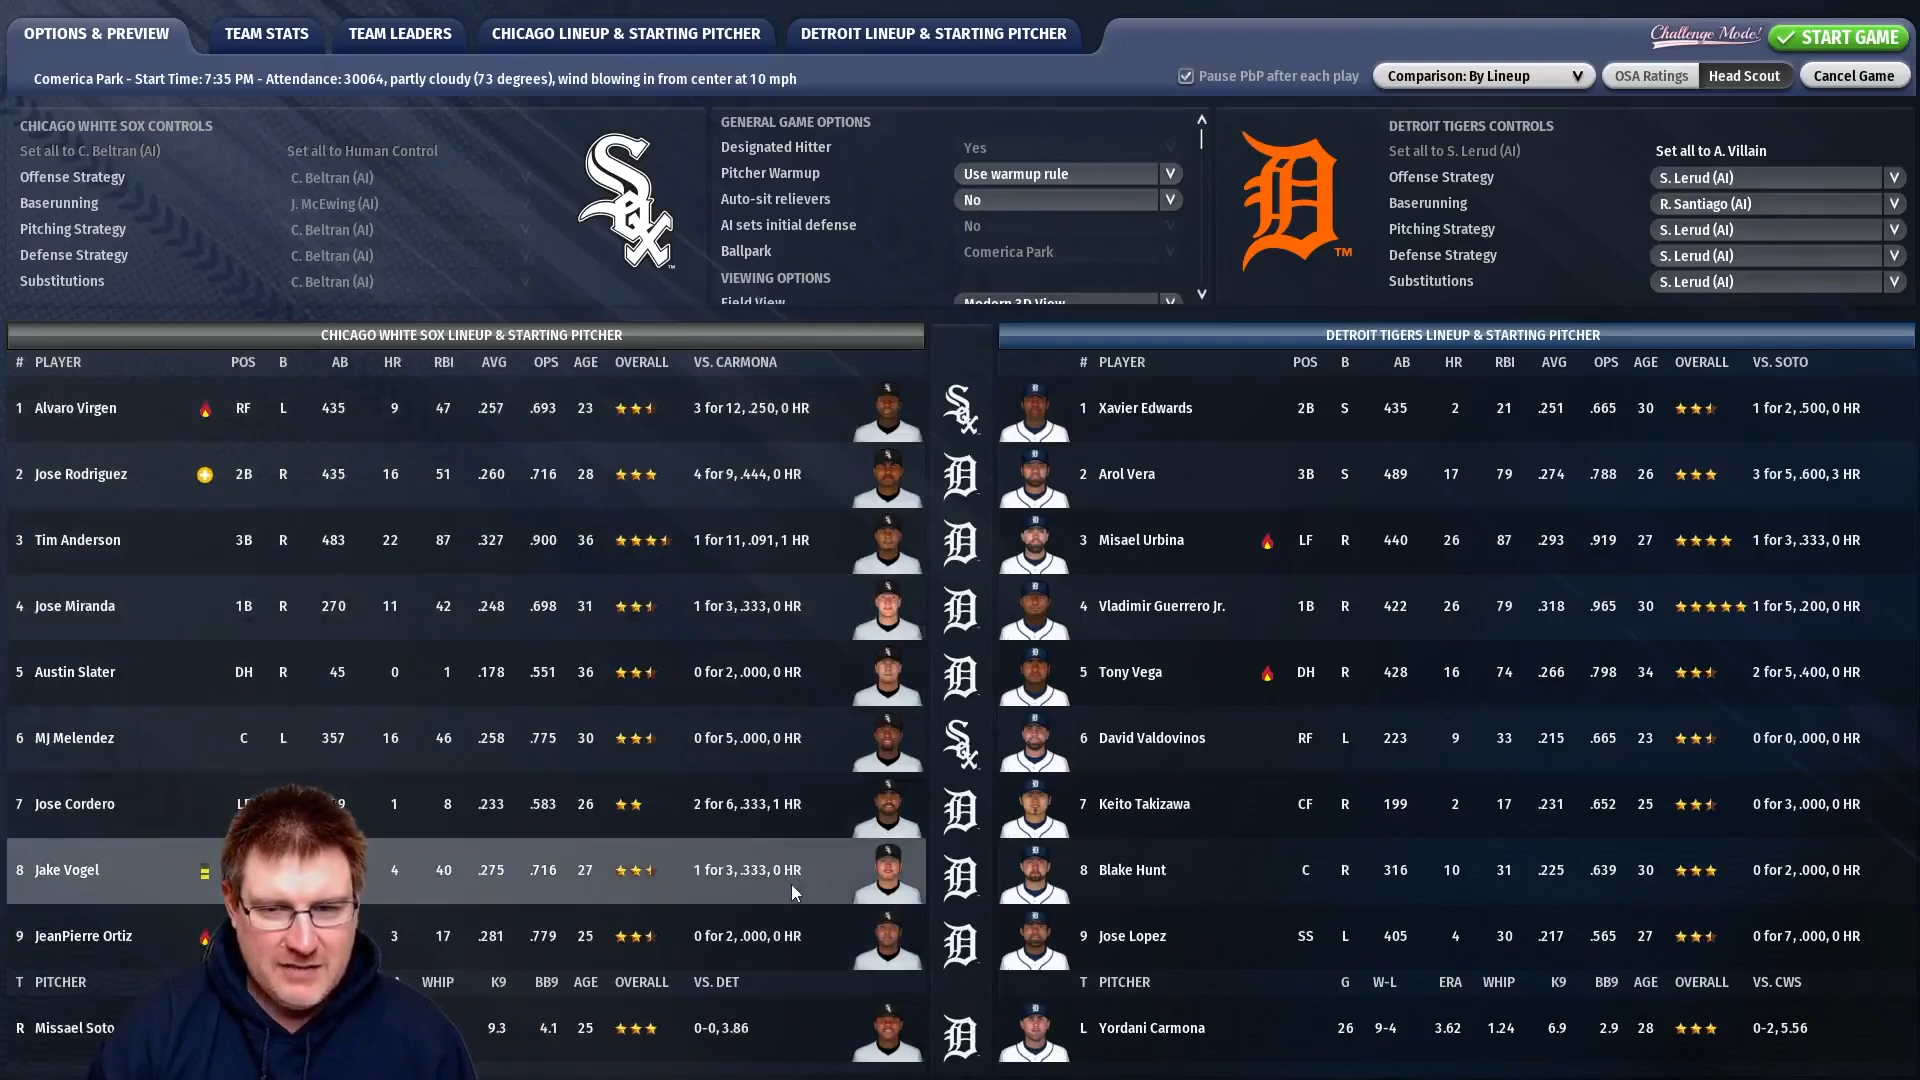 OPTIONS & PREVIEW TEAM STATS TEAM LEADERS CHICAGO LINEUP & STARTING PITCHER DETROIT LINEUP & STARTING PITCHER Challenge Mode! START GAME
Comerica Park - Start Time: 7:35 PM - Attendance: 30064, partly cloudy (73 degrees), wind blowing in from center at 10 mph Pause PbP after each play Comparison: By Lineup OSA Ratings Head Scout Cancel Game
CHICAGO WHITE SOX CONTROLS
Set all to C. Beltran (AI) Set all to Human Control
Offense Strategy C. Beltran (AI)
Baserunning J. McEwing (AI)
Pitching Strategy C. Beltran (AI)
Defense Strategy C. Beltran (AI)
Substitutions C. Beltran (AI)
Sox
TM
GENERAL GAME OPTIONS
Designated Hitter Yes
Pitcher Warmup Use warmup rule
Auto-sit relievers No
AI sets initial defense No
Ballpark Comerica Park
VIEWING OPTIONS
Field View Modern 3D View
D
TM
DETROIT TIGERS CONTROLS
Set all to S. Lerud (AI) Set all to A. Villain
Offense Strategy S. Lerud (AI)
Baserunning R. Santiago (AI)
Pitching Strategy S. Lerud (AI)
Defense Strategy S. Lerud (AI)
Substitutions S. Lerud (AI)
CHICAGO WHITE SOX LINEUP & STARTING PITCHER
# PLAYER POS B AB HR RBI AVG OPS AGE OVERALL VS. CARMONA
1 Alvaro Virgen RF L 435 9 47 .257 .693 23 3 for 12, .250, 0 HR
2 Jose Rodriguez 2B R 435 16 51 .260 .716 28 4 for 9, .444, 0 HR
3 Tim Anderson 3B R 483 22 87 .327 .900 36 1 for 11, .091, 1 HR
4 Jose Miranda 1B R 270 11 42 .248 .698 31 1 for 3, .333, 0 HR
5 Austin Slater DH R 45 0 1 .178 .551 36 0 for 2, .000, 0 HR
6 MJ Melendez C L 357 16 46 .258 .775 30 0 for 5, .000, 0 HR
7 Jose Cordero 1 8 .233 .583 26 2 for 6, .333, 1 HR
8 Jake Vogel 4 40 .275 .716 27 1 for 3, .333, 0 HR
9 JeanPierre Ortiz 3 17 .281 .779 25 0 for 2, .000, 0 HR
T PITCHER WHIP K9 BB9 AGE OVERALL VS. DET
R Missael Soto 9.3 4.1 25 0-0, 3.86
DETROIT TIGERS LINEUP & STARTING PITCHER
# PLAYER POS B AB HR RBI AVG OPS AGE OVERALL VS. SOTO
1 Xavier Edwards 2B S 435 2 21 .251 .665 30 1 for 2, .500, 0 HR
2 Arol Vera 3B S 489 17 79 .274 .788 26 3 for 5, .600, 3 HR
3 Misael Urbina LF R 440 26 87 .293 .919 27 1 for 3, .333, 0 HR
4 Vladimir Guerrero Jr. 1B R 422 26 79 .318 .965 30 1 for 5, .200, 0 HR
5 Tony Vega DH R 428 16 74 .266 .798 34 2 for 5, .400, 0 HR
6 David Valdovinos RF L 223 9 33 .215 .665 23 0 for 0, .000, 0 HR
7 Keito Takizawa CF R 199 2 17 .231 .652 25 0 for 3, .000, 0 HR
8 Blake Hunt C R 316 10 31 .225 .639 30 0 for 2, .000, 0 HR
9 Jose Lopez SS L 405 4 30 .217 .565 27 0 for 7, .000, 0 HR
T PITCHER G W-L ERA WHIP K9 BB9 AGE OVERALL VS. CWS
L Yordani Carmona 26 9-4 3.62 1.24 6.9 2.9 28 0-2, 5.56